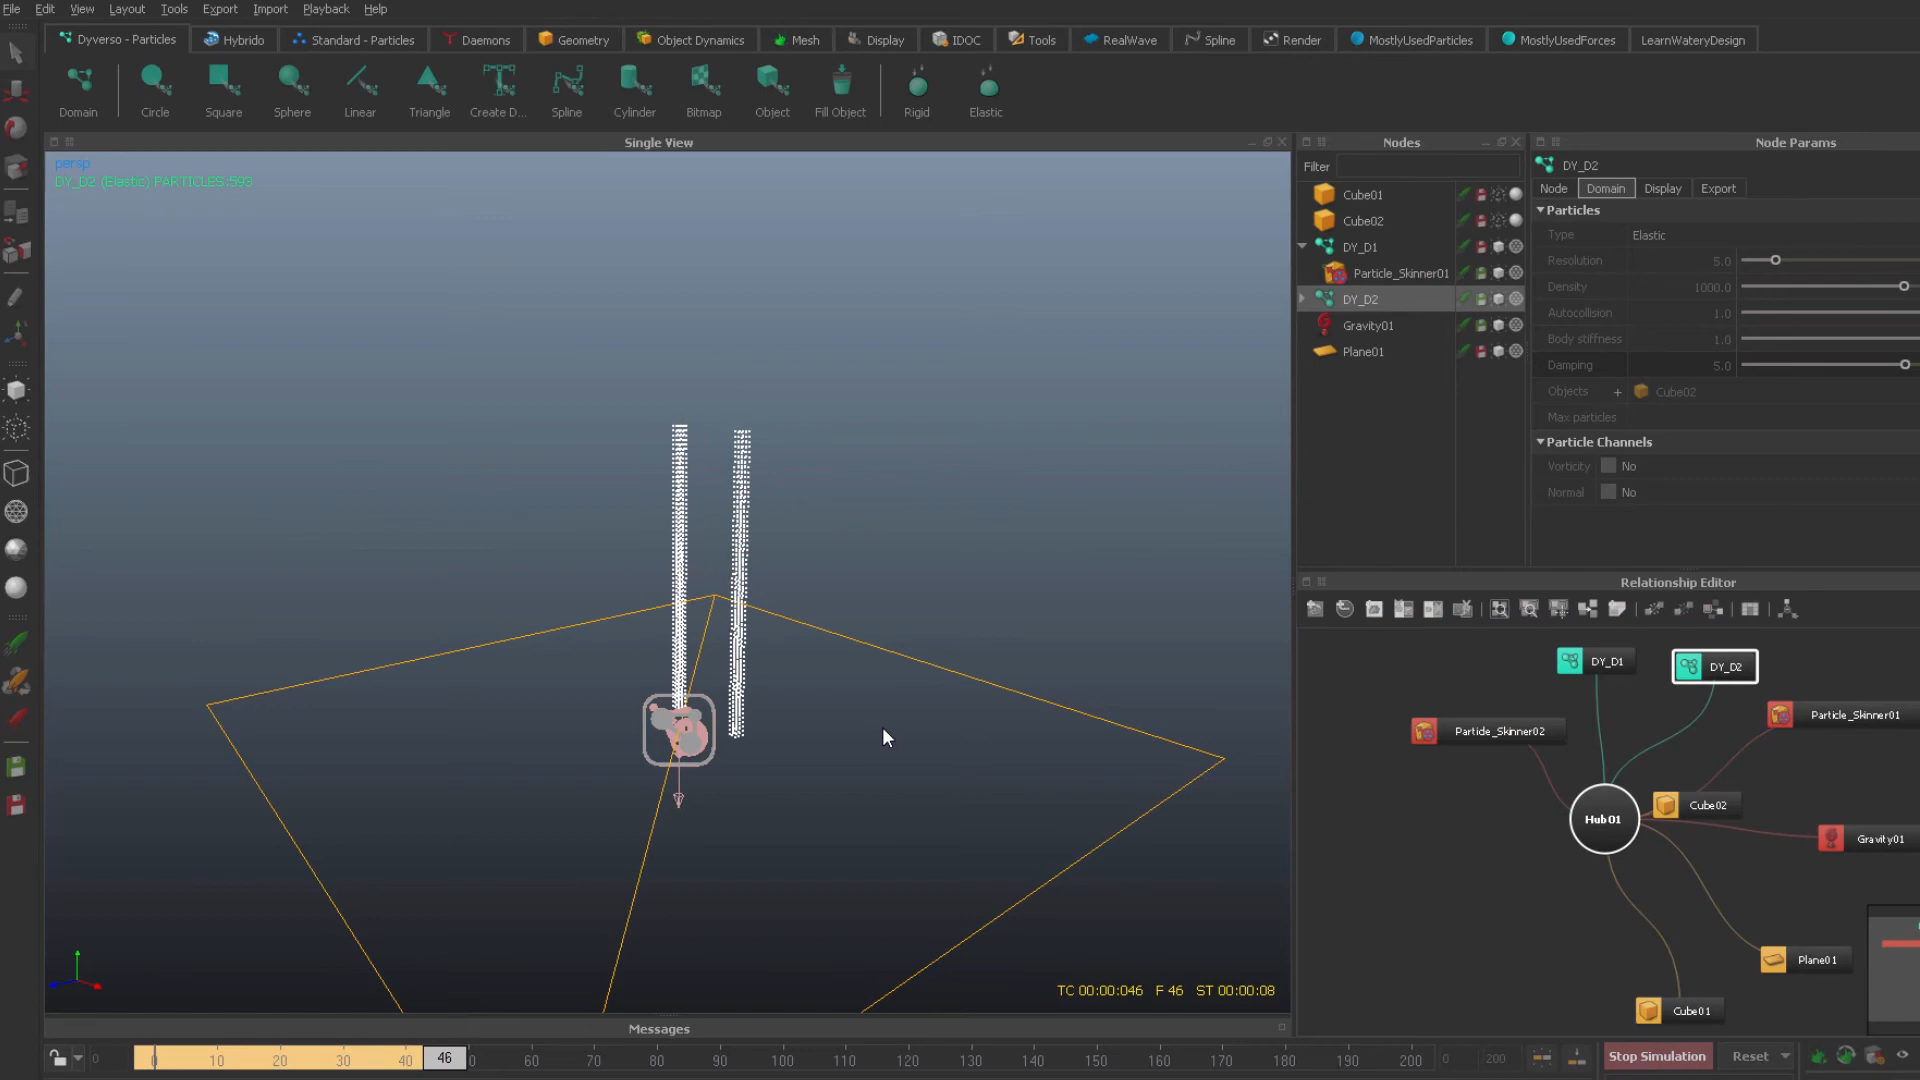 File Edit View Layout Tools Export Import Playback Help
Dyverso - Particles Hybrido Standard - Particles Daemons Geometry Object Dynamics Mesh Display IDOC Tools RealWave Spline Render MostlyUsedParticles MostlyUsedForces LearnWateryDesign
Domain Circle Square Sphere Linear Triangle Create D... Spline Cylinder Bitmap Object Fill Object Rigid Elastic
Single View
persp
DY_D2 (Elastic) PARTICLES:593
TC 00:00:046 F 46 ST 00:00:08
Nodes
Filter
Cube01
Cube02
DY_D1
Particle_Skinner01
DY_D2
Gravity01
Plane01
Node Params
DY_D2
Node Domain Display Export
Particles
Type Elastic
Resolution 5.0
Density 1000.0
Autocollision 1.0
Body stiffness 1.0
Damping 5.0
Objects + Cube02
Max particles
Particle Channels
Vorticity No
Normal No
Relationship Editor
DY_D1
DY_D2
Particle_Skinner01
Particle_Skinner02
Cube02
Hub01
Gravity01
Plane01
Cube01
Messages
0 0 10 20 30 40 46 0 60 70 80 90 100 110 120 130 140 150 160 170 180 190 200 0 200 Stop Simulation Reset